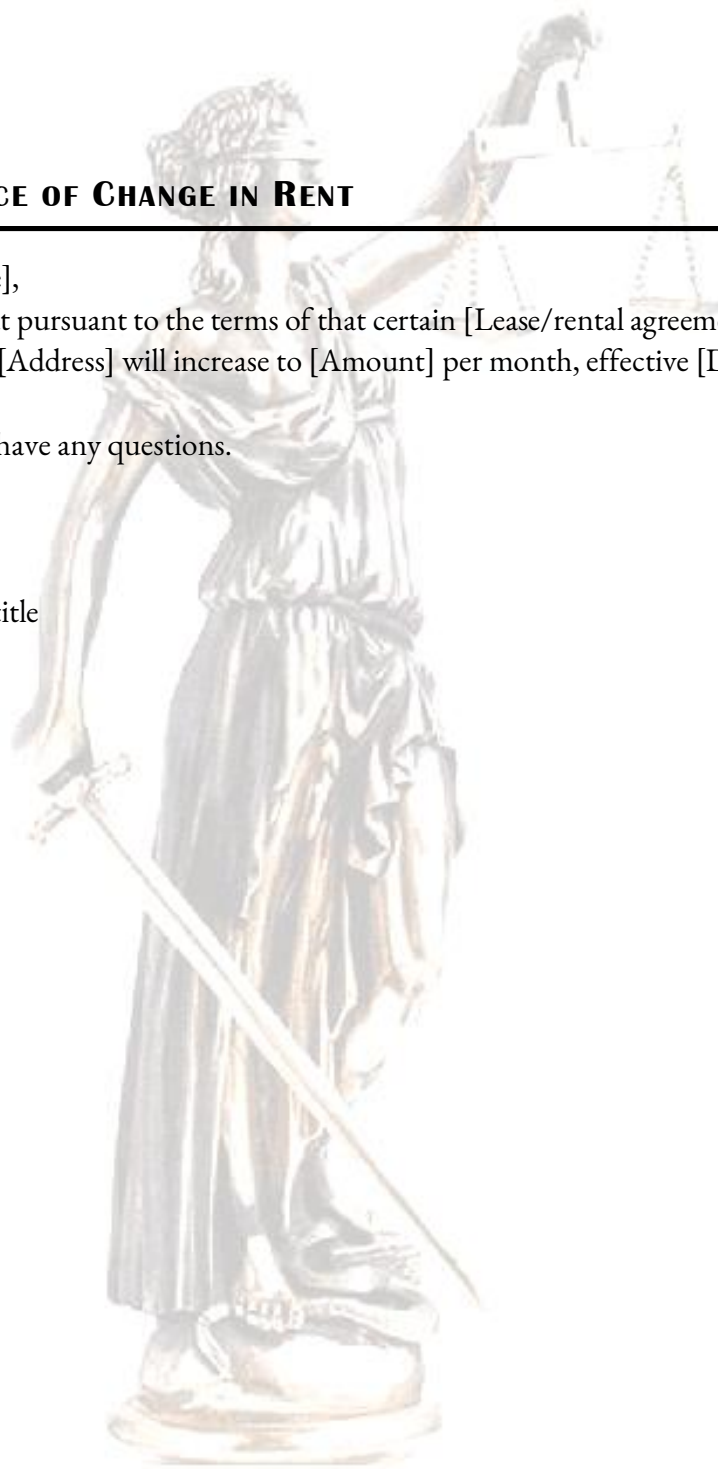 CE OF CHANGE IN RENT
],
t pursuant to the terms of that certain [Lease/rental agreem
[Address] will increase to [Amount] per month, effective [D
have any questions.
title